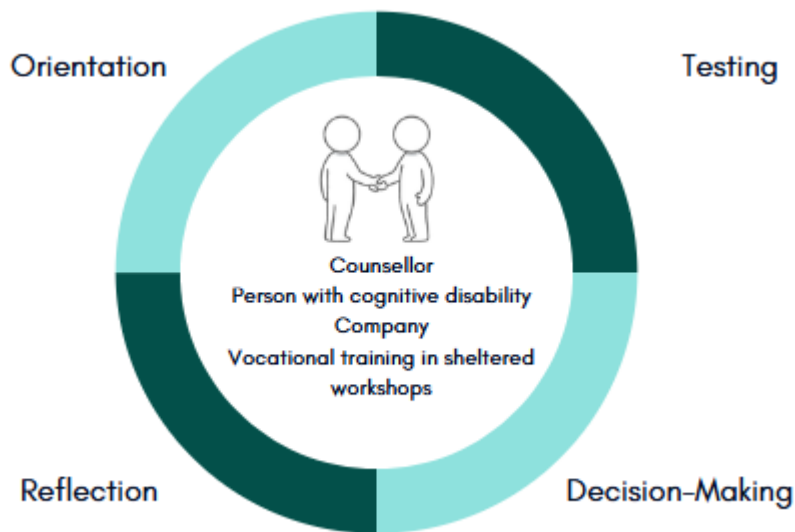 Orientation
Testing
Counsellor
Person with cognitive disability
Company
Vocational training in sheltered
workshops
Reflection
Decision-Making